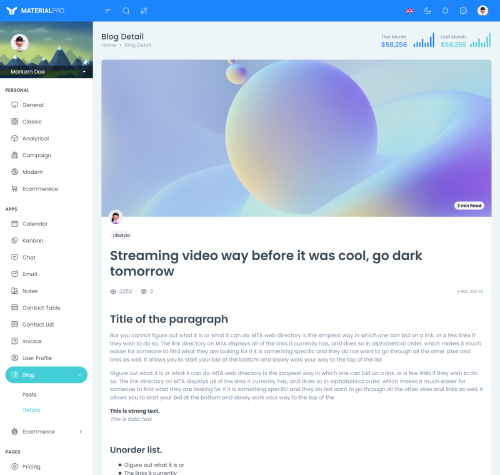 MATERIALPRO
Markarn Doe
PERSONAL
General
Classic
Analytical
Campaign
Modern
Ecommerece
APPS
Calendar
Kanban
Chat
Email
Notes
Contact Table
Contact List
Invoice
User Profile
Blog
Posts
Details
Ecommerce
PAGES
Pricing
Blog Detail
Home • Blog Detail
This Month
$58,256
Last Month
$58,256
2 min Read
Lifestyle
Streaming video way before it was cool, go dark
tomorrow
2252
3
Title of the paragraph
But you cannot figure out what it is or what it can do. MTA web directory is the simplest way in which one can bid on a link, or a few links if
they wish to do so. The link directory on MTA displays all of the links it currently has, and does so in alphabetical order, which makes it much
easier for someone to find what they are looking for if it is something specific and they do not want to go through all the other sites and
links as well. It allows you to start your bid at the bottom and slowly work your way to the top of the list.
Gigure out what it is or what it can do. MTA web directory is the simplest way in which one can bid on a link, or a few links if they wish to do
so. The link directory on MTA displays all of the links it currently has, and does so in alphabetical order, which makes it much easier for
someone to find what they are looking for if it is something specific and they do not want to go through all the other sites and links as well. It
allows you to start your bid at the bottom and slowly work your way to the top of the
This is strong text.
This is italic text.
Unorder list.
Gigure out what it is or
The links it currently